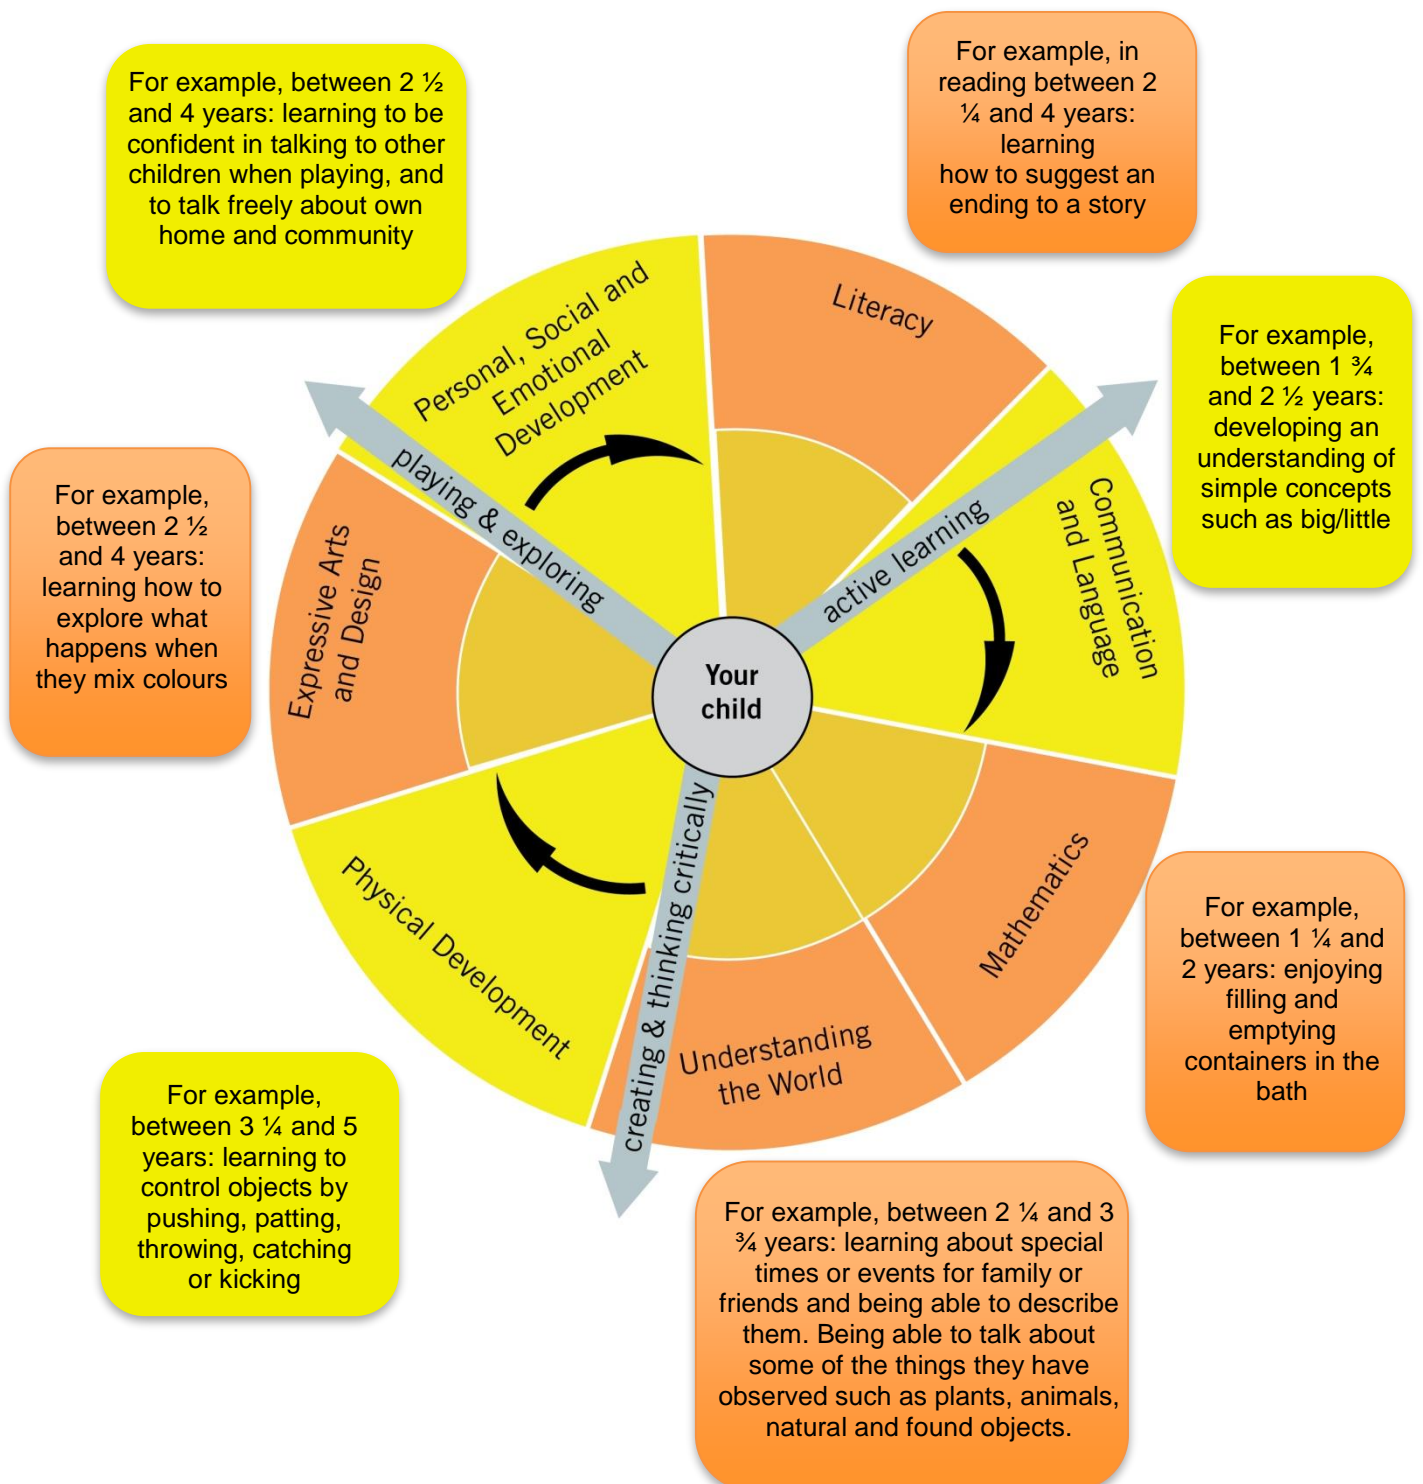 For example, between 2 ½
and 4 years: learning to be
confident in talking to other
children when playing, and
to talk freely about own
home and community
For example, in
reading between 2
¼ and 4 years:
learning
how to suggest an
ending to a story
For example,
between 1 ¾
and 2 ½ years:
developing an
understanding of
simple concepts
such as big/little
For example,
between 2 ½
and 4 years:
learning how to
explore what
happens when
they mix colours
Personal, Social and
Emotional
Development
Literacy
Communication
and Language
Expressive Arts
and Design
playing & exploring
active learning
Your
child
creating & thinking critically
Physical Development
Mathematics
Understanding
the World
For example,
between 1 ¼ and
2 years: enjoying
filling and
emptying
containers in the
bath
For example,
between 3 ¼ and 5
years: learning to
control objects by
pushing, patting,
throwing, catching
or kicking
For example, between 2 ¼ and 3
¾ years: learning about special
times or events for family or
friends and being able to describe
them. Being able to talk about
some of the things they have
observed such as plants, animals,
natural and found objects.